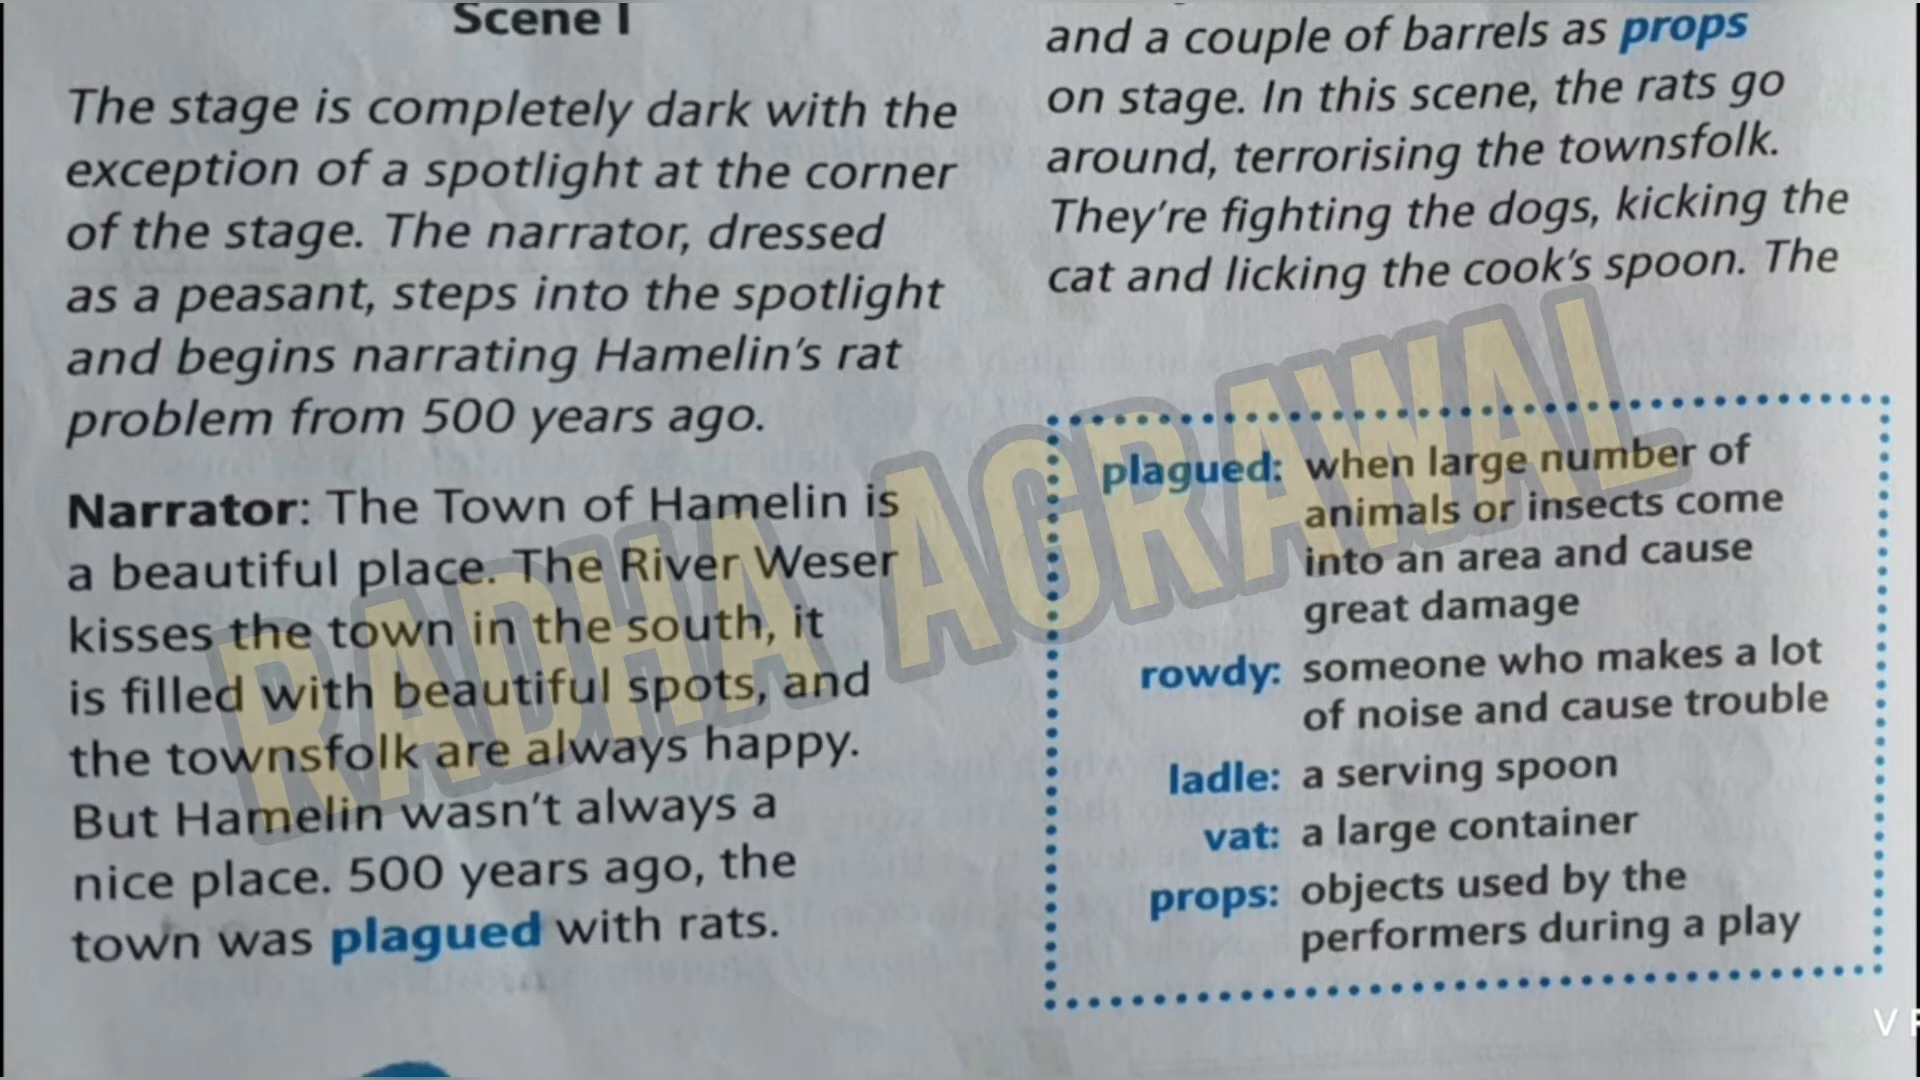 Scene I
The stage is completely dark with the
exception of a spotlight at the corner
of the stage. The narrator, dressed
as a peasant, steps into the spotlight
and begins narrating Hamelin's rat
problem from 500 years ago.
Narrator: The Town of Hamelin is
a beautiful place. The River Weser
kisses the town in the south, it
is filled with beautiful spots, and
the townsfolk are always happy.
But Hamelin wasn't always a
nice place. 500 years ago, the
town was plagued with rats.
and a couple of barrels as props
on stage. In this scene, the rats go
around, terrorising the townsfolk.
They're fighting the dogs, kicking the
cat and licking the cook's spoon. The
plagued: when large number of
animals or insects come
into an area and cause
great damage
rowdy: someone who makes a lot
of noise and cause trouble
ladle: a serving spoon
vat: a large container
props: objects used by the
performers during a play
RADHA AGRAWAL